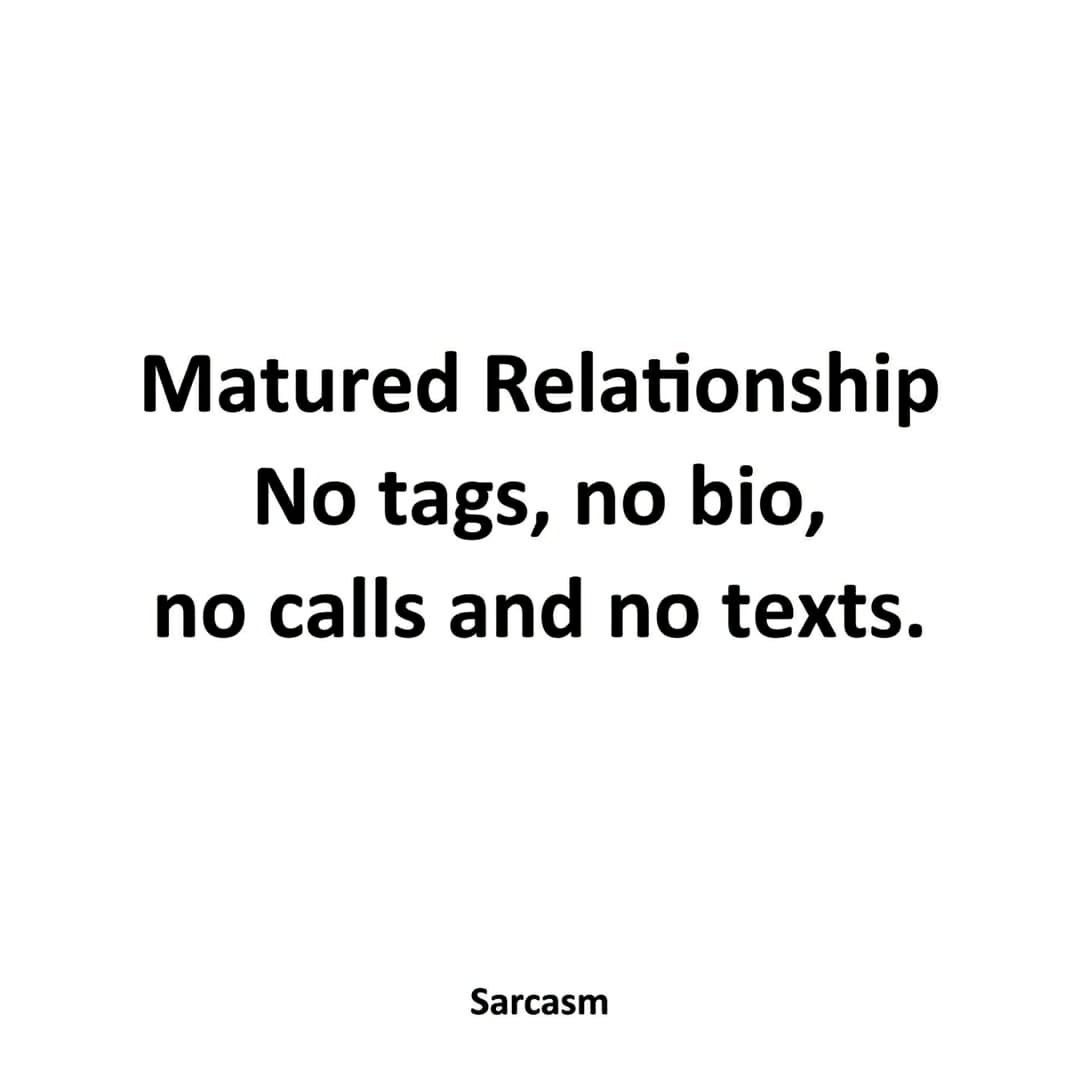 Matured Relationship
No tags, no bio,
no calls and no texts.
Sarcasm